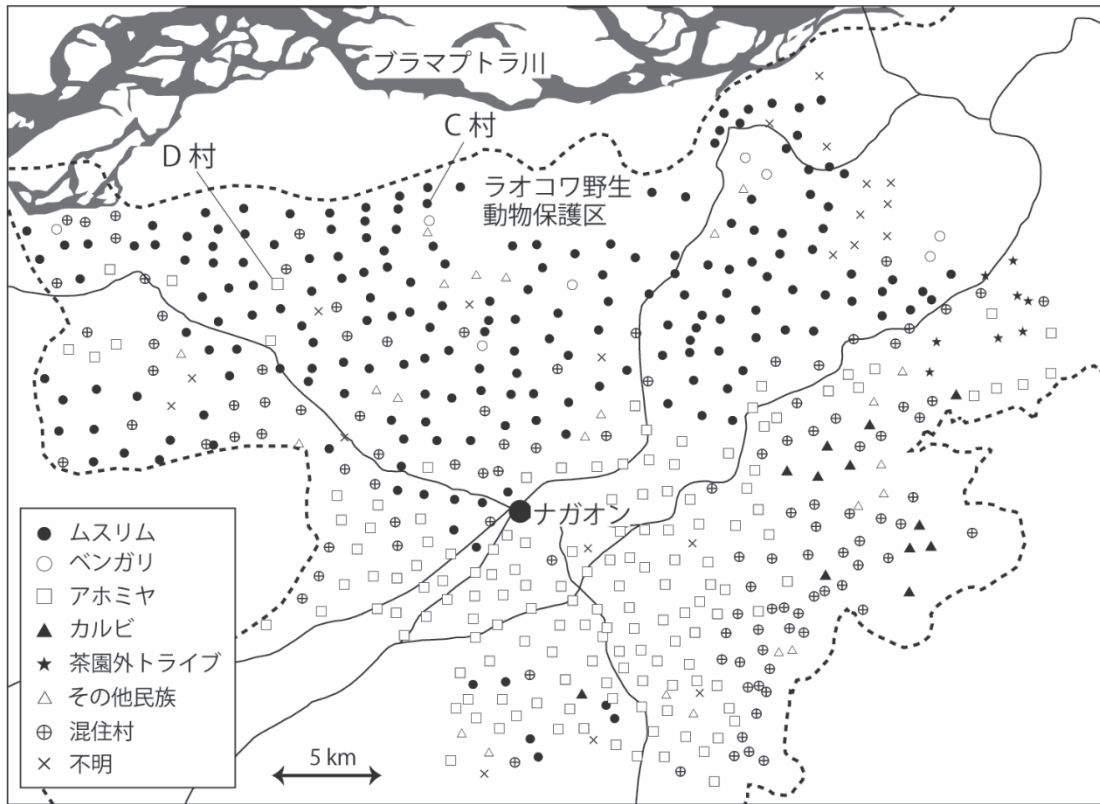 ブラマプトラ川
C 村
D 村
ラオコワ野生
動物保護区
ナガオン
ムスリム
ベンガリ
アホミヤ
カルビ
茶園外トライブ
その他民族
混住村
不明
5 km